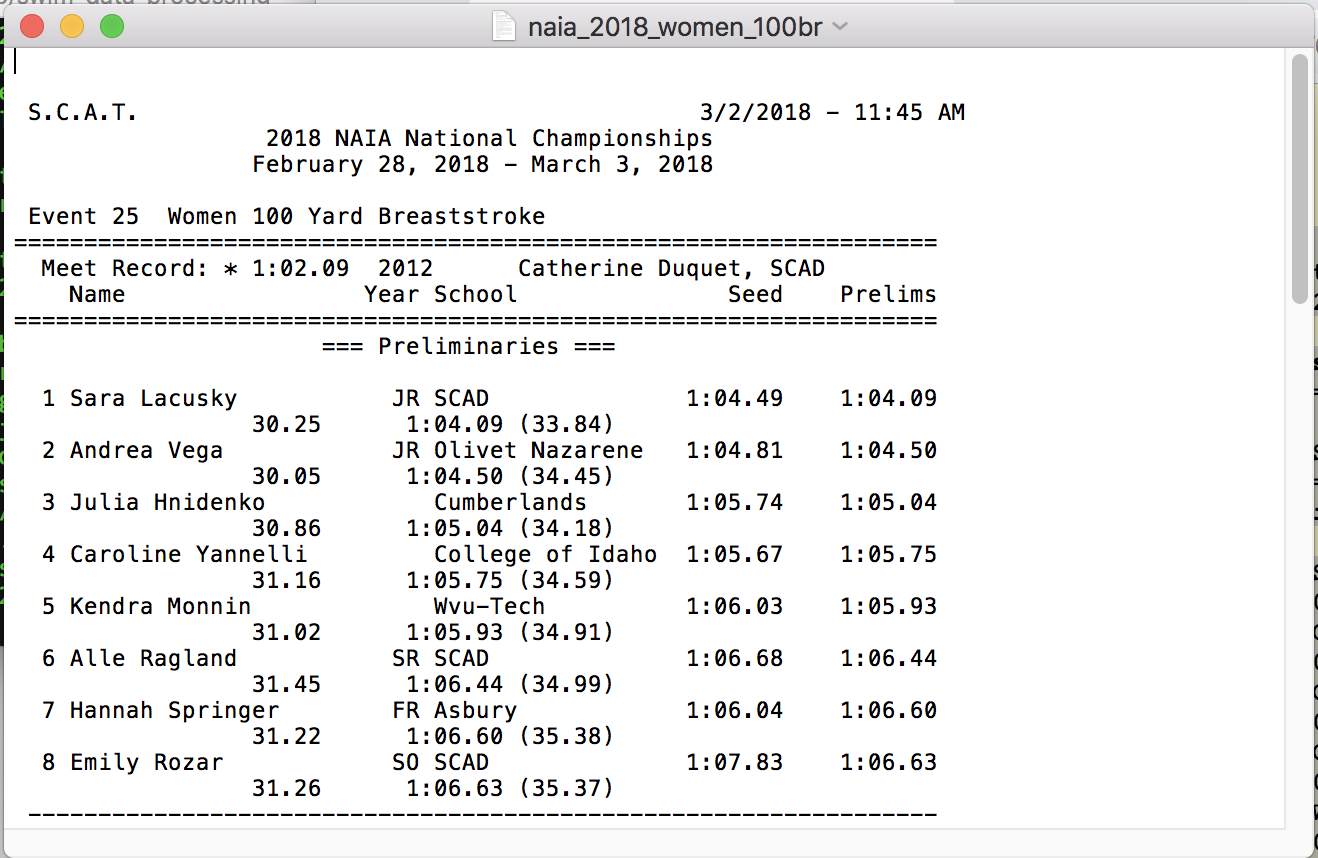 swim data processing
naia_2018_women_100br
S.C.A.T. 3/2/2018 - 11:45 AM
2018 NAIA National Championships
February 28, 2018 - March 3, 2018
Event 25 Women 100 Yard Breaststroke
==================================================================
Meet Record: * 1:02.09 2012 Catherine Duquet, SCAD
Name Year School Seed Prelims
==================================================================
=== Preliminaries ===
1 Sara Lacusky JR SCAD 1:04.49 1:04.09
30.25 1:04.09 (33.84)
2 Andrea Vega JR Olivet Nazarene 1:04.81 1:04.50
30.05 1:04.50 (34.45)
3 Julia Hnidenko Cumberlands 1:05.74 1:05.04
30.86 1:05.04 (34.18)
4 Caroline Yannelli College of Idaho 1:05.67 1:05.75
31.16 1:05.75 (34.59)
5 Kendra Monnin Wvu-Tech 1:06.03 1:05.93
31.02 1:05.93 (34.91)
6 Alle Ragland SR SCAD 1:06.68 1:06.44
31.45 1:06.44 (34.99)
7 Hannah Springer FR Asbury 1:06.04 1:06.60
31.22 1:06.60 (35.38)
8 Emily Rozar SO SCAD 1:07.83 1:06.63
31.26 1:06.63 (35.37)
-----------------------------------------------------------------